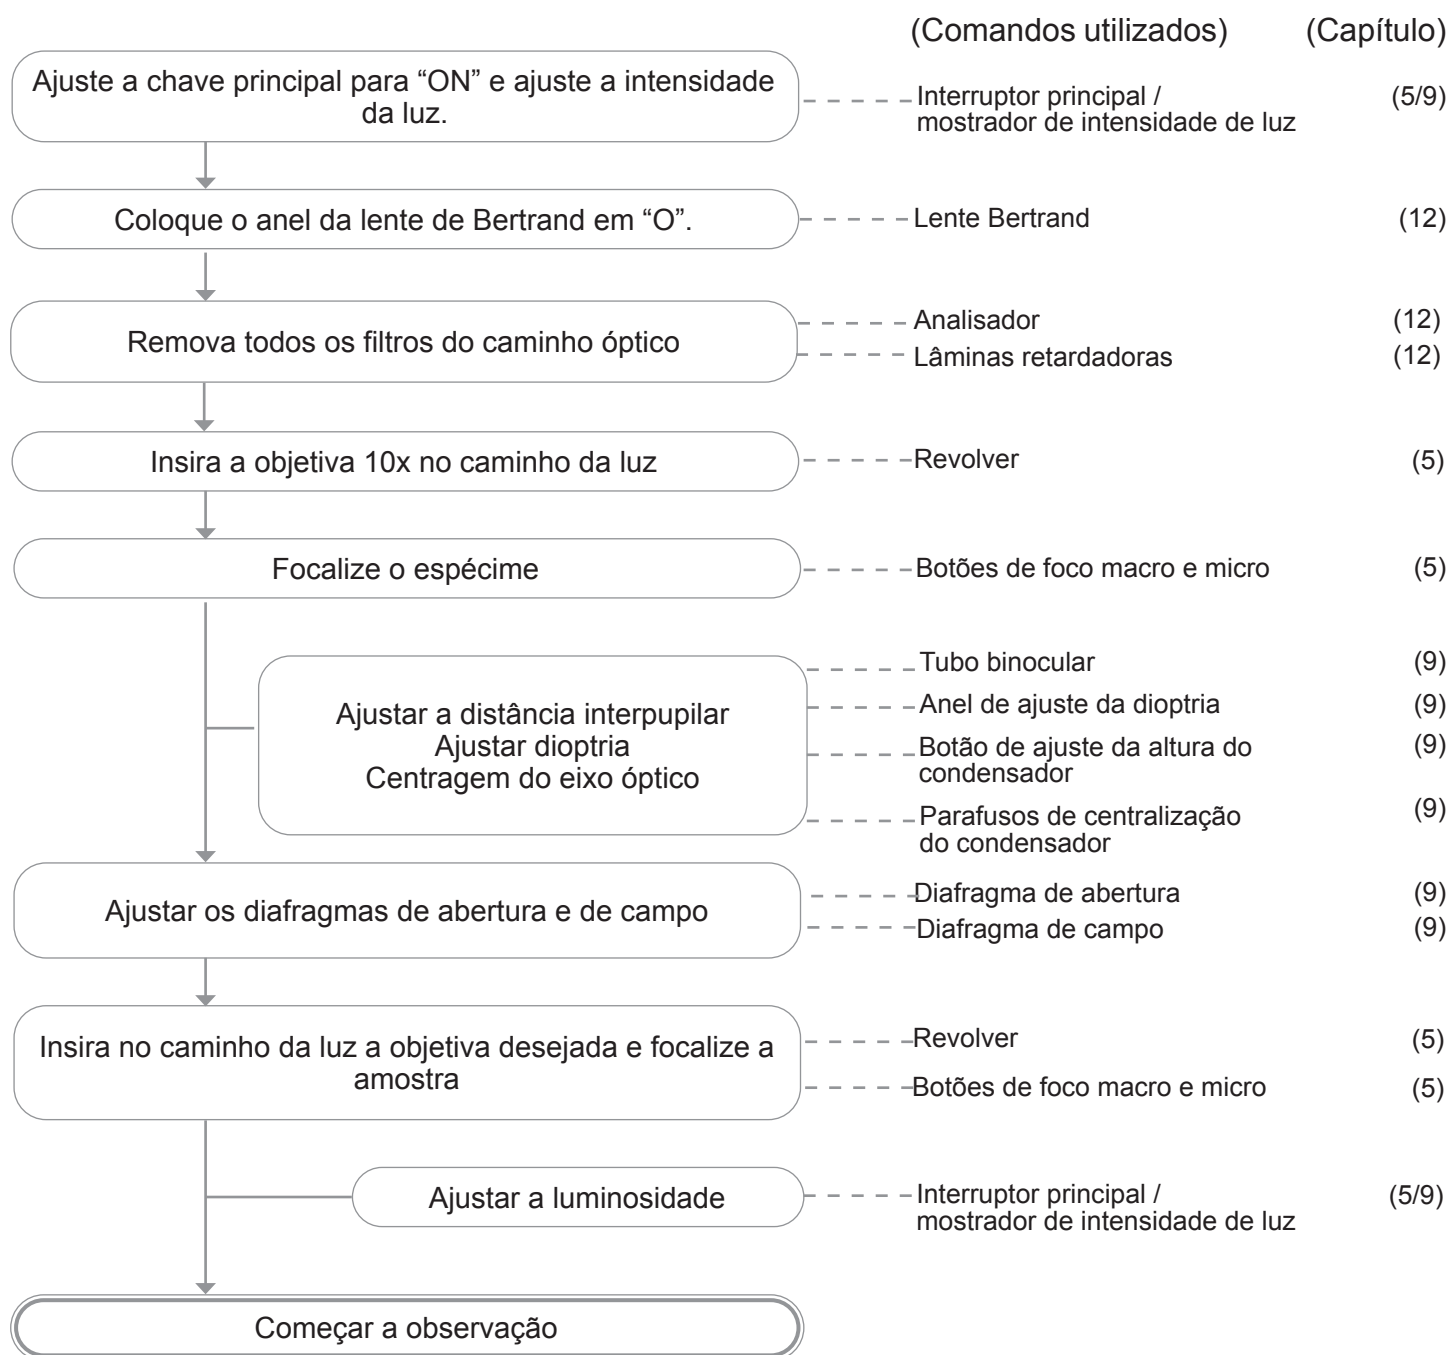 (Comandos utilizados) (Capítulo)
Ajuste a chave principal para “ON” e ajuste a intensidade
da luz.
Interruptor principal /
mostrador de intensidade de luz
(5/9)
Coloque o anel da lente de Bertrand em “O”.
Lente Bertrand
(12)
Remova todos os filtros do caminho óptico
Analisador
(12)
Lâminas retardadoras
(12)
Insira a objetiva 10x no caminho da luz
Revolver
(5)
Focalize o espécime
Botões de foco macro e micro
(5)
Ajustar a distância interpupilar
Ajustar dioptria
Centragem do eixo óptico
Tubo binocular
(9)
Anel de ajuste da dioptria
(9)
Botão de ajuste da altura do
condensador
(9)
Parafusos de centralização
do condensador
(9)
Ajustar os diafragmas de abertura e de campo
Diafragma de abertura
(9)
Diafragma de campo
(9)
Insira no caminho da luz a objetiva desejada e focalize a
amostra
Revolver
(5)
Botões de foco macro e micro
(5)
Ajustar a luminosidade
Interruptor principal /
mostrador de intensidade de luz
(5/9)
Começar a observação